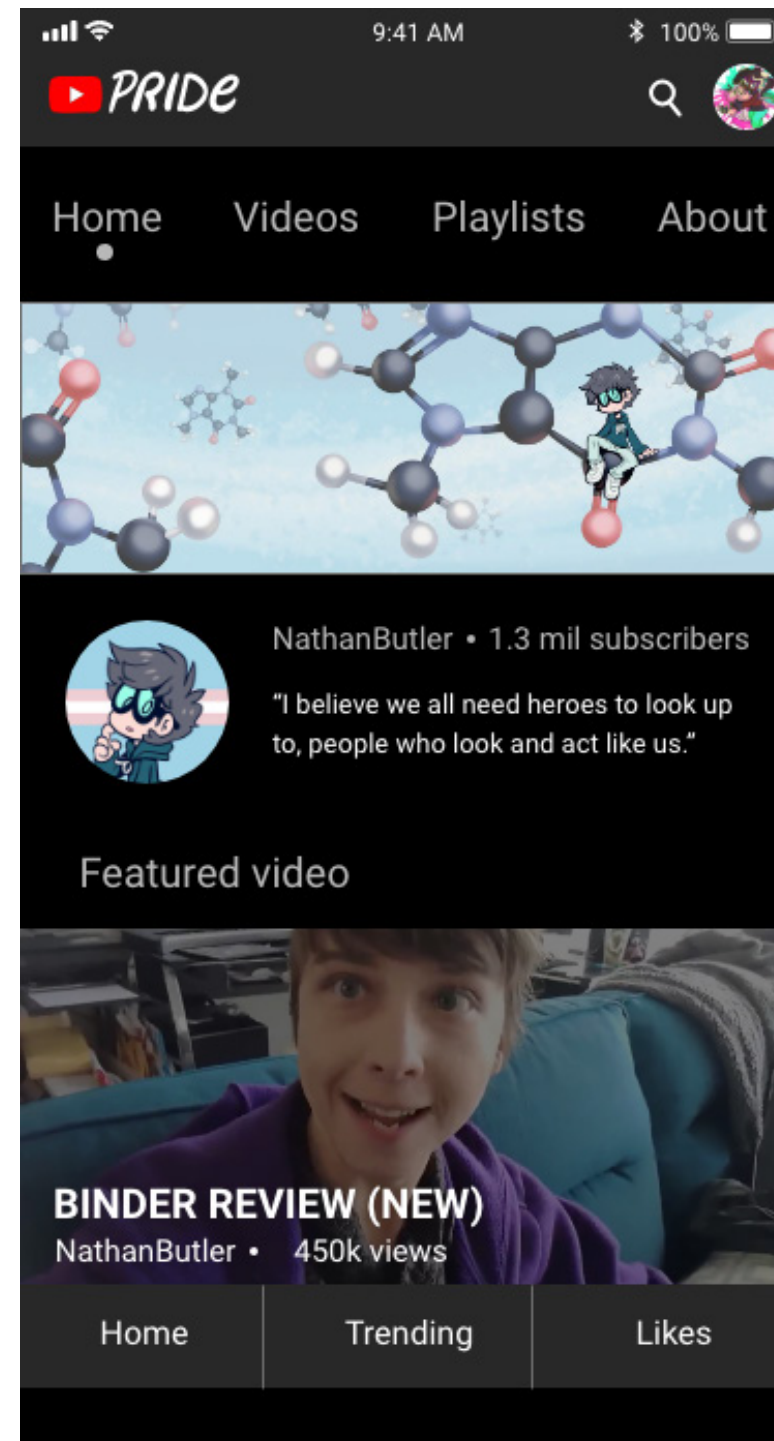 9:41 AM 100%
PRIDE
Home Videos Playlists About
NathanButler • 1.3 mil subscribers
“I believe we all need heroes to look up
to, people who look and act like us.”
Featured video
BINDER REVIEW (NEW)
NathanButler • 450k views
Home Trending Likes